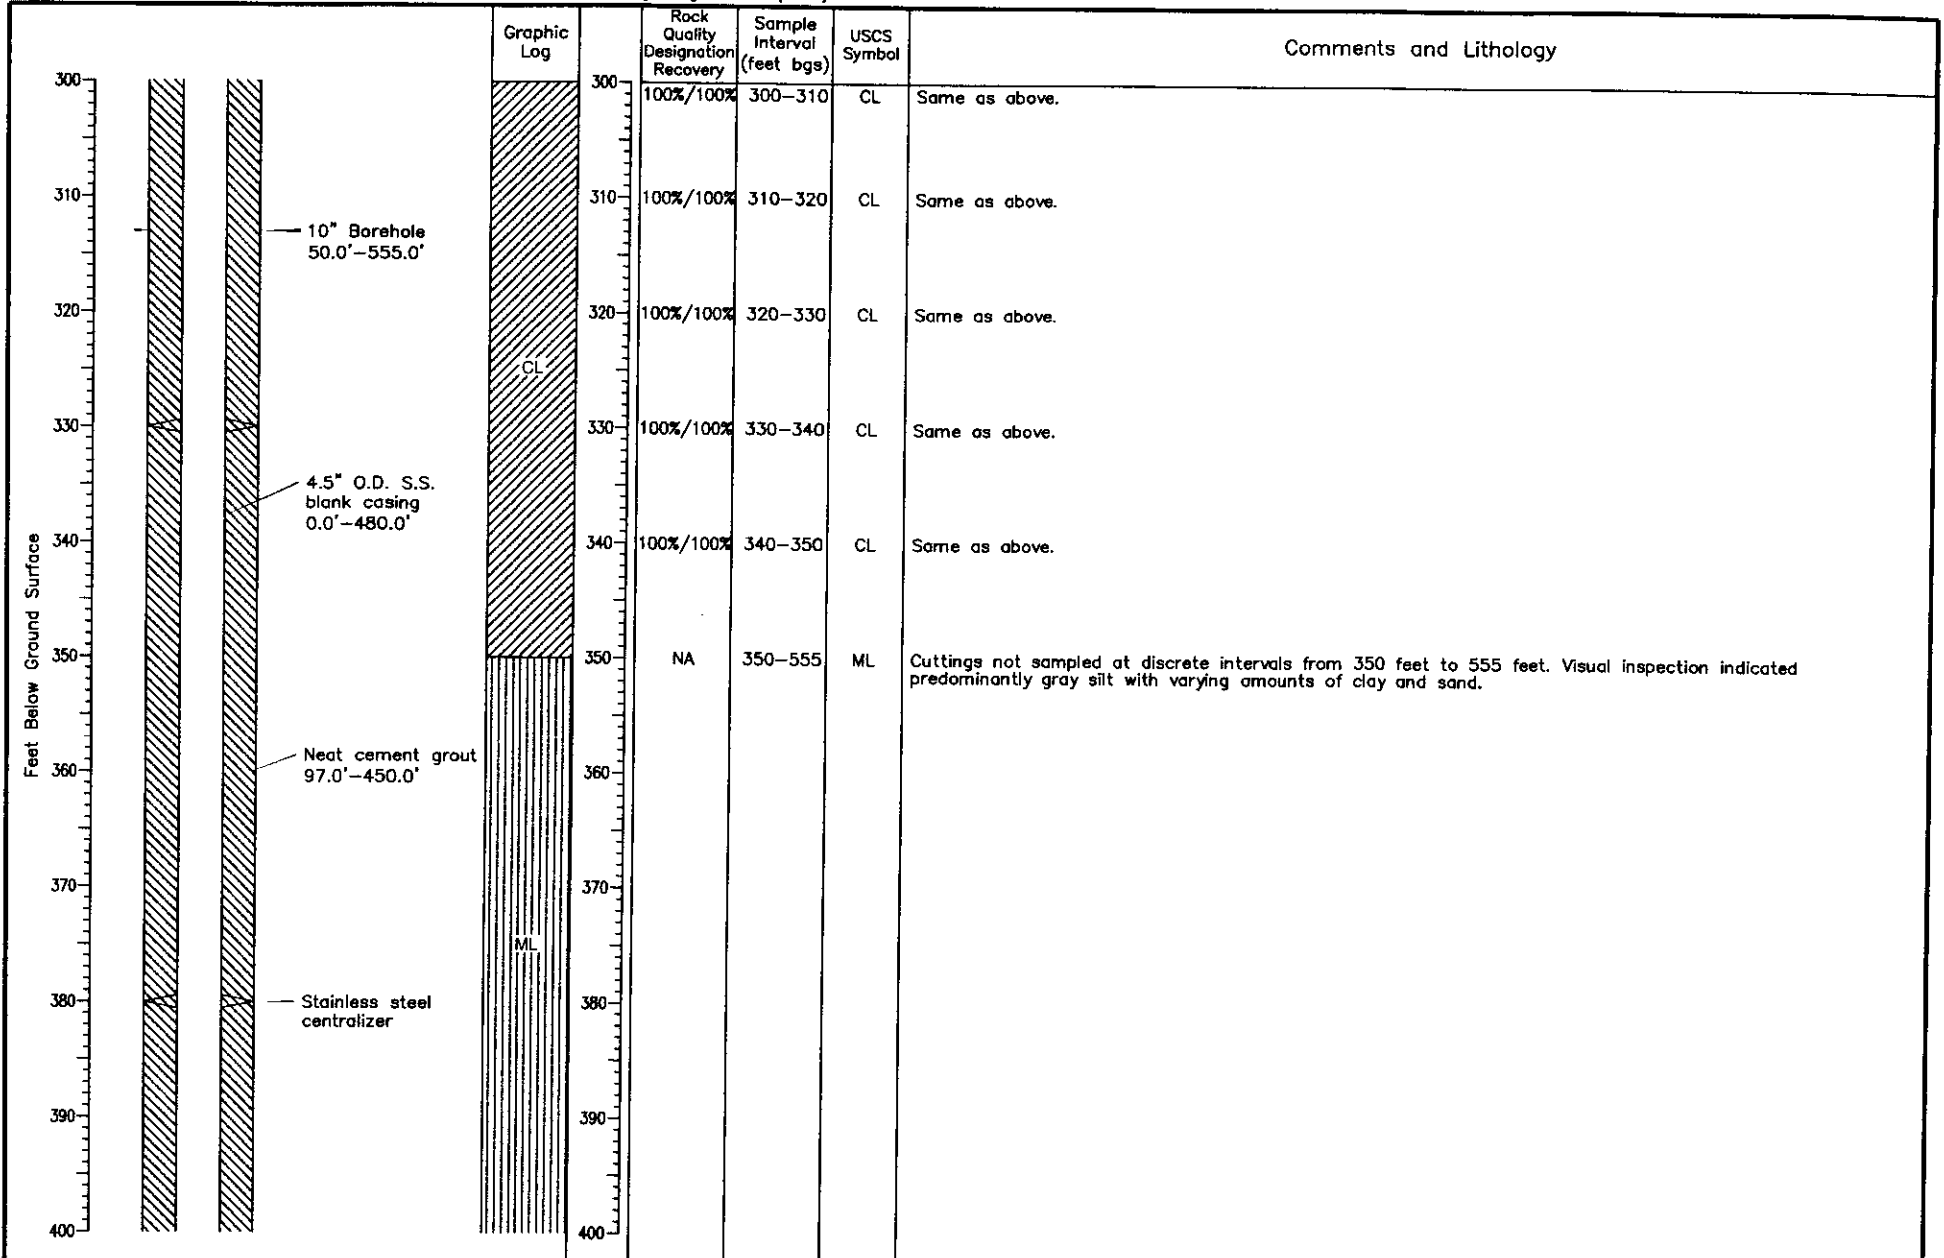 Graphic
Log
Rock
Quality
Designation
Recovery
Sample
Interval
(feet bgs)
USCS
Symbol
Comments and Lithology
Feet Below Ground Surface
300
310
320
330
340
350
360
370
380
390
400
10" Borehole
50.0'-555.0'
4.5" O.D. S.S.
blank casing
0.0'-480.0'
Neat cement grout
97.0'-450.0'
Stainless steel
centralizer
CL
ML
300
310
320
330
340
350
360
370
380
390
400
100%/100% 300-310 CL Same as above.
100%/100% 310-320 CL Same as above.
100%/100% 320-330 CL Same as above.
100%/100% 330-340 CL Same as above.
100%/100% 340-350 CL Same as above.
NA 350-555 ML Cuttings not sampled at discrete intervals from 350 feet to 555 feet. Visual inspection indicated
predominantly gray silt with varying amounts of clay and sand.